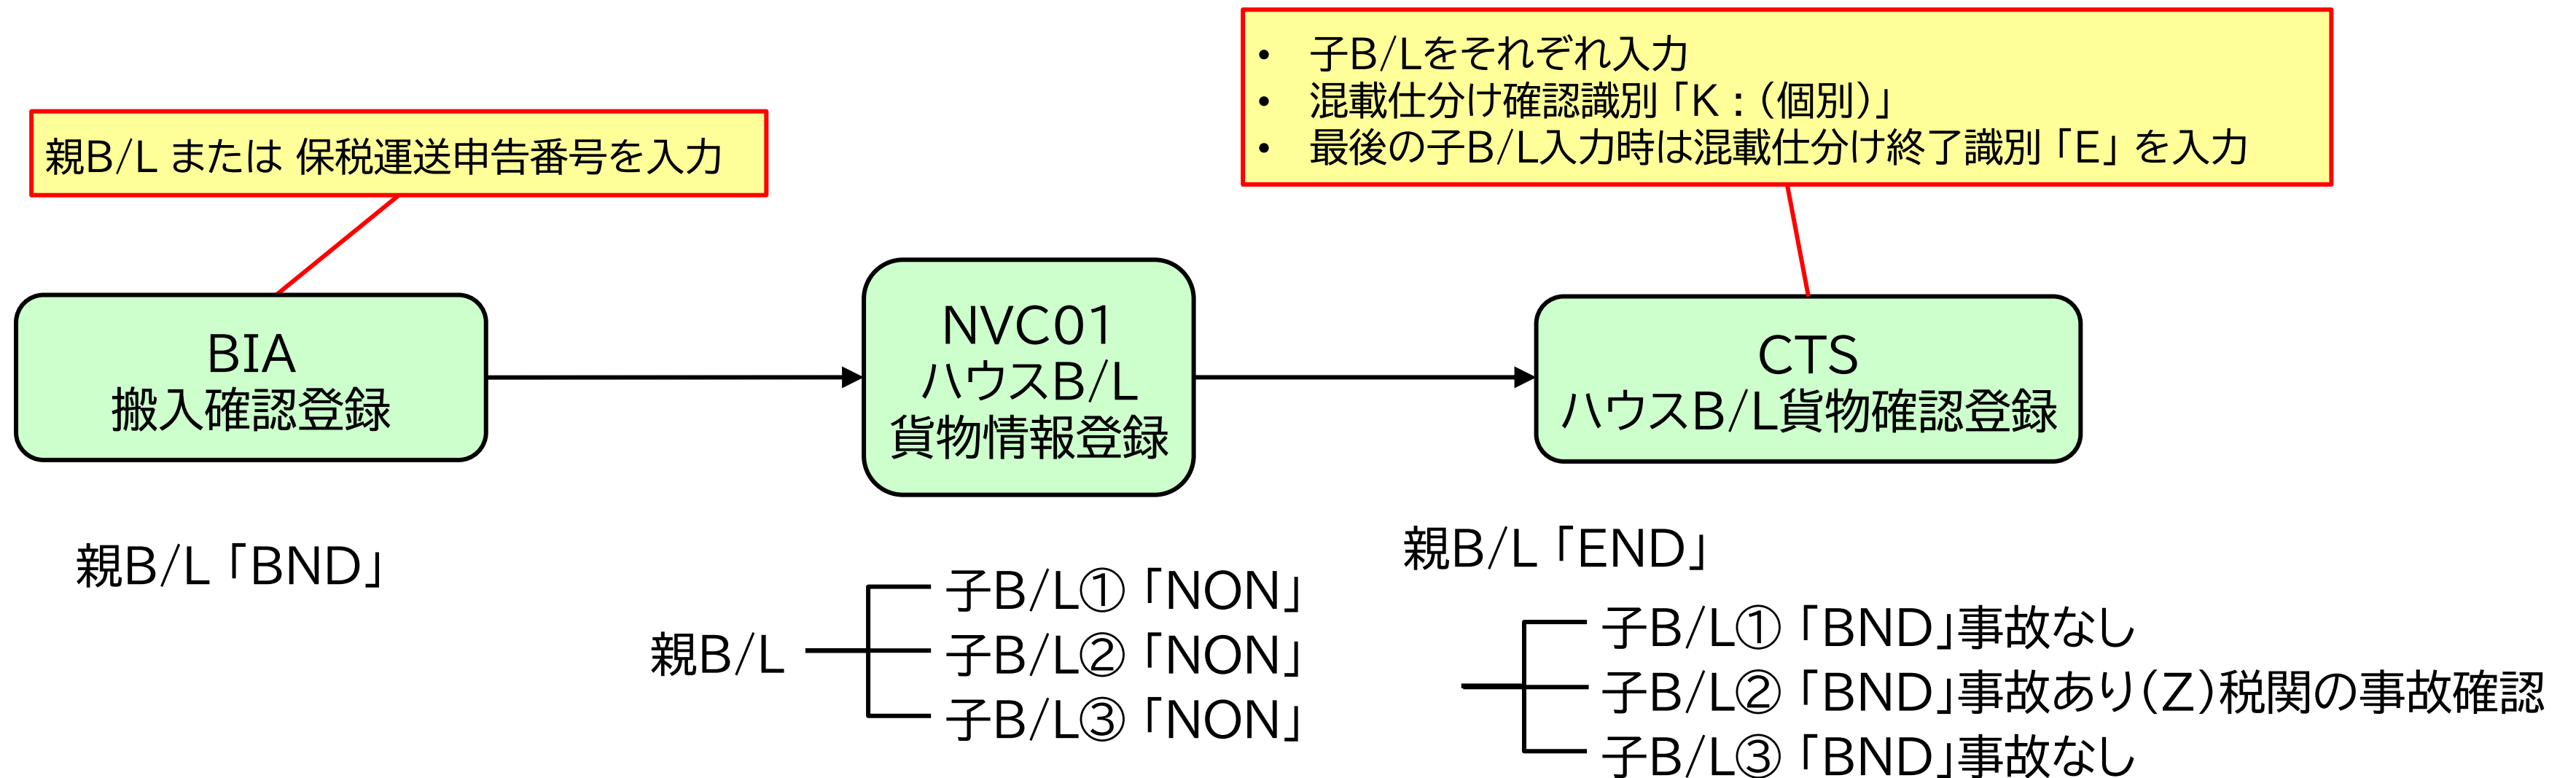 • 子B/Lをそれぞれ入力
• 混載仕分け確認識別「K：（個別）」
• 最後の子B/L入力時は混載仕分け終了識別「E」を入力
親B/L または 保税運送申告番号を入力
BIA
搬入確認登録
NVC01
ハウスB/L
貨物情報登録
CTS
ハウスB/L貨物確認登録
親B/L「BND」
親B/L
子B/L①「NON」
子B/L②「NON」
子B/L③「NON」
親B/L「END」
子B/L①「BND」事故なし
子B/L②「BND」事故あり（Z）税関の事故確認
子B/L③「BND」事故なし